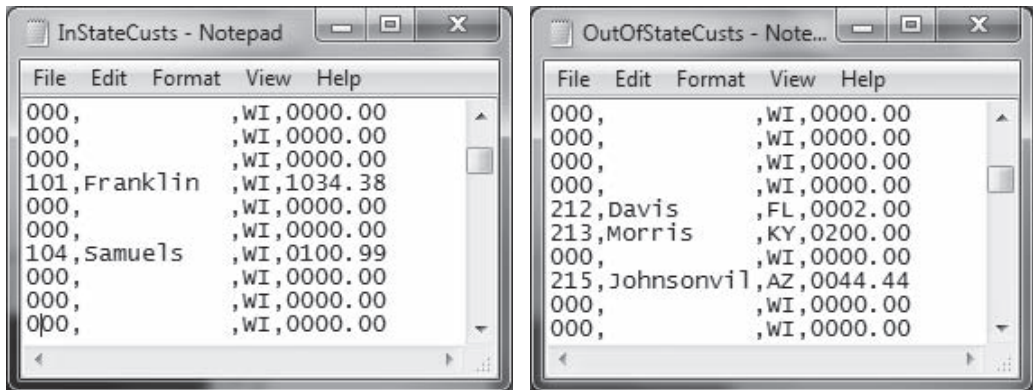 InStateCusts - Notepad
File Edit Format View Help
000,          ,WI,0000.00
000,          ,WI,0000.00
000,          ,WI,0000.00
101,Franklin  ,WI,1034.38
000,          ,WI,0000.00
000,          ,WI,0000.00
104,Samuels   ,WI,0100.99
000,          ,WI,0000.00
000,          ,WI,0000.00
000,          ,WI,0000.00
OutOfStateCusts - Note...
File Edit Format View Help
000,          ,WI,0000.00
000,          ,WI,0000.00
000,          ,WI,0000.00
000,          ,WI,0000.00
212,Davis     ,FL,0002.00
213,Morris    ,KY,0200.00
000,          ,WI,0000.00
215,Johnsonvil,AZ,0044.44
000,          ,WI,0000.00
000,          ,WI,0000.00